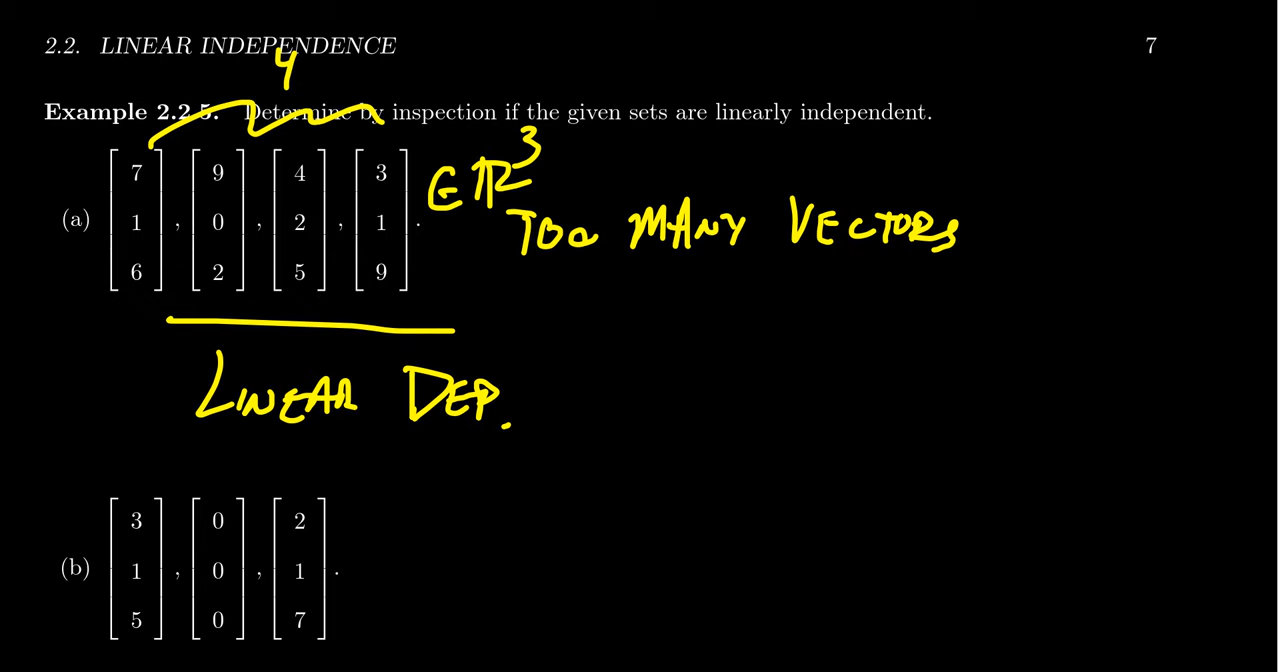 2.2. LINEAR INDEPENDENCE 7
4
Example 2.2.5. Determine by inspection if the given sets are linearly independent.
(a) [7 1 6], [9 0 2], [4 2 5], [3 1 9]. ∈ ℝ³
TOO MANY VECTORS
LINEAR DEP.
(b) [3 1 5], [0 0 0], [2 1 7].